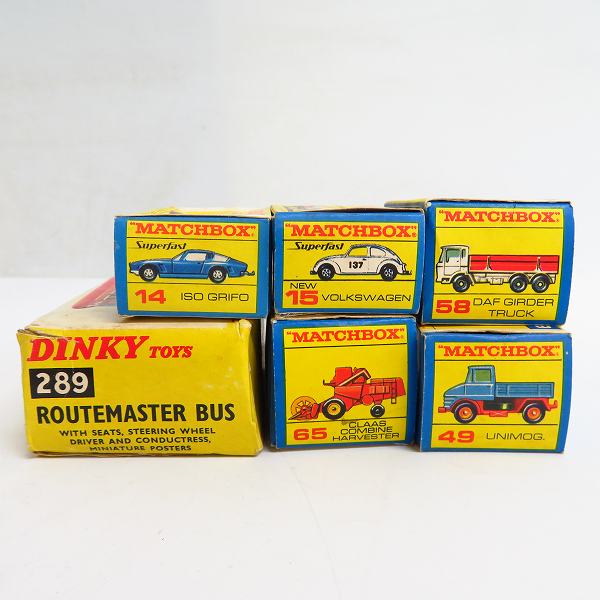 "MATCHBOX"
Superfast
14 ISO GRIFO
"MATCHBOX"®
Superfast
137
NEW
15 VOLKSWAGEN
"MATCHBOX"®
58 DAF GIRDER
TRUCK
DINKY TOYS
289
ROUTEMASTER BUS
WITH SEATS, STEERING WHEEL
DRIVER AND CONDUCTRESS,
MINIATURE POSTERS
"MATCHBOX"®
65 "CLAAS
COMBINE
HARVESTER
"MATCHBOX"®
49 UNIMOG.